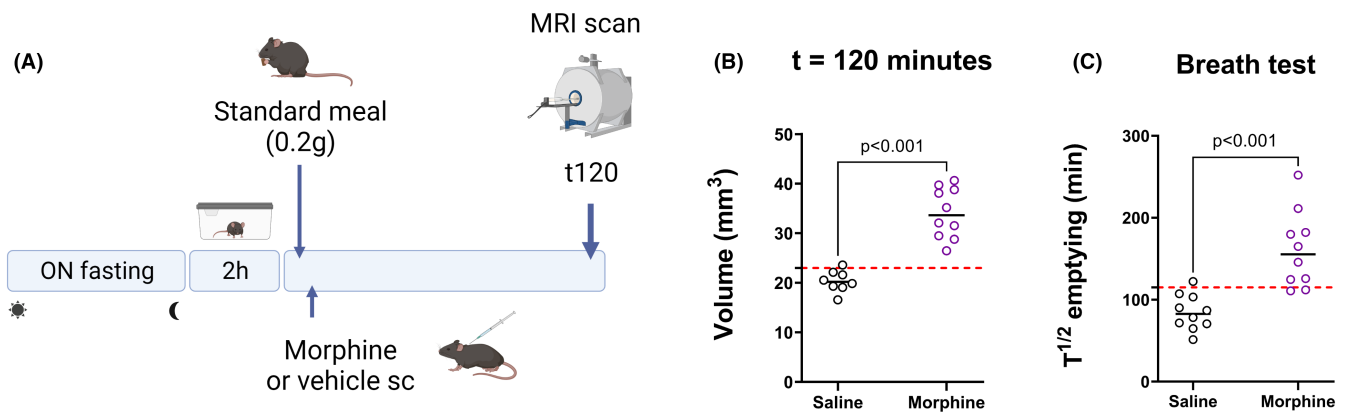 (A)
MRI scan
Standard meal
(0.2g)
t120
ON fasting
2h
Morphine
or vehicle sc
(B)
t = 120 minutes
Volume (mm³)
50
40
30
20
10
0
p<0.001
Saline
Morphine
(C)
Breath test
T¹/² emptying (min)
300
200
100
0
p<0.001
Saline
Morphine